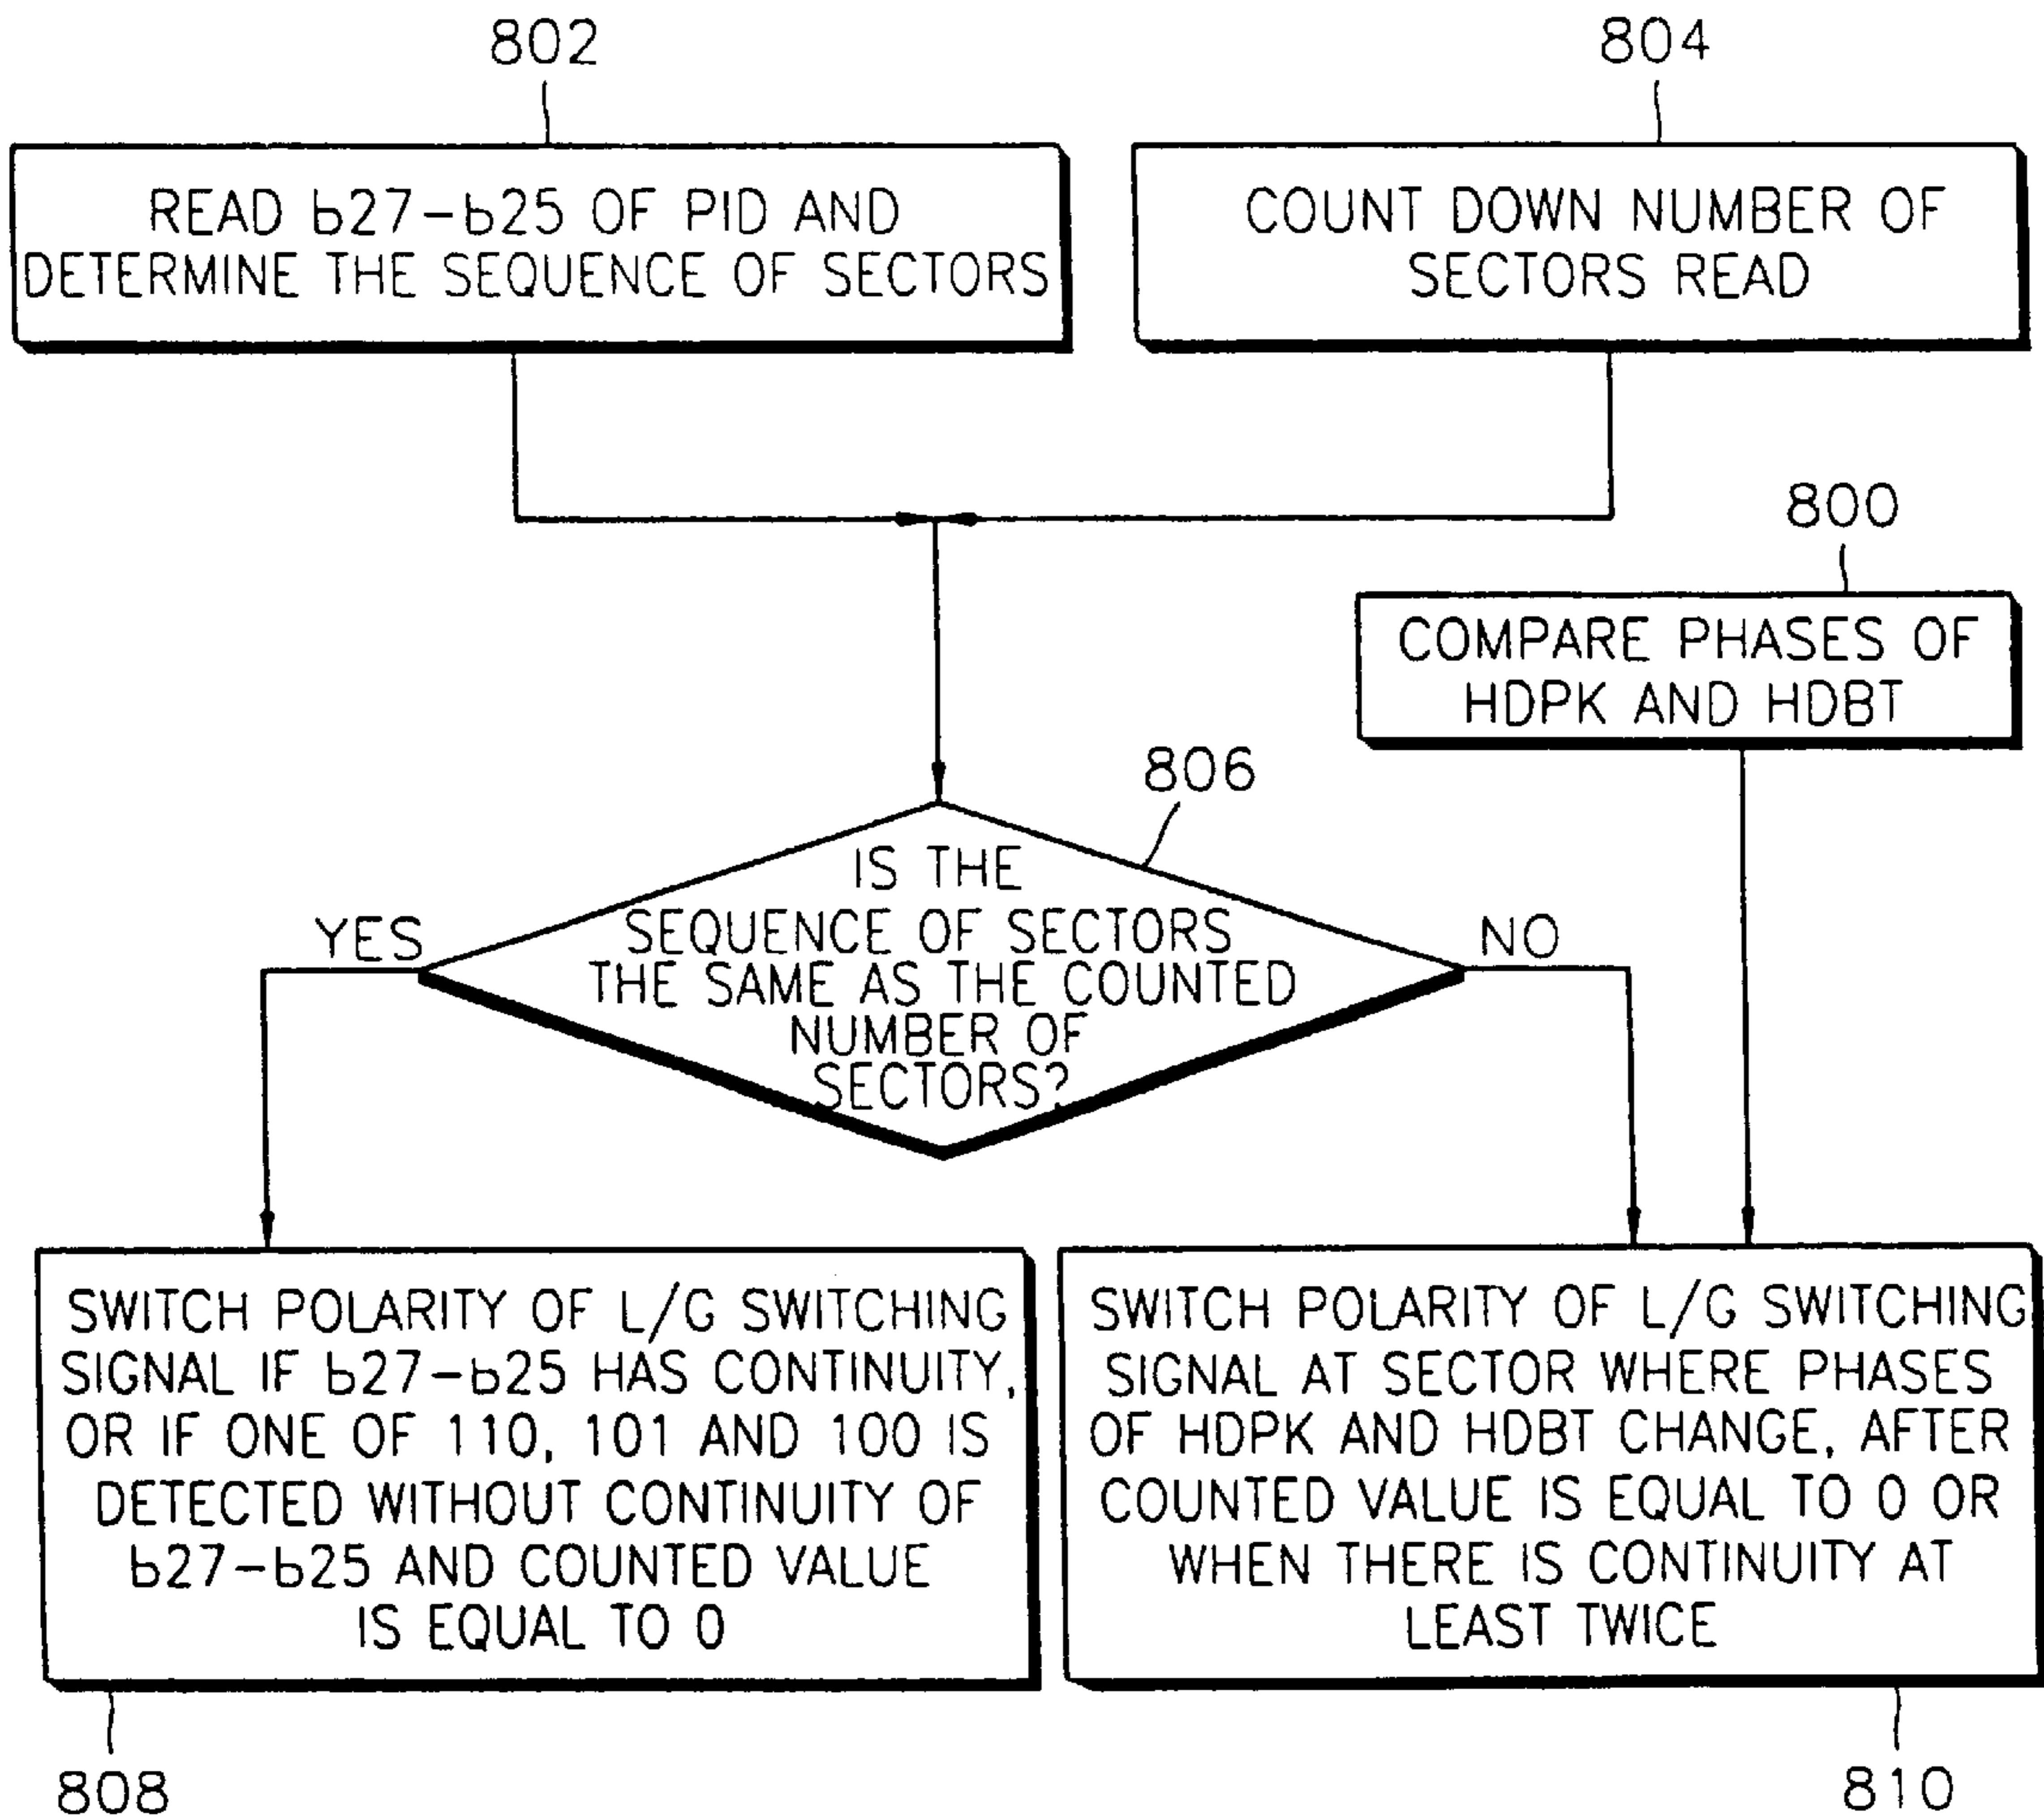 802
READ b27-b25 OF PID AND
DETERMINE THE SEQUENCE OF SECTORS
804
COUNT DOWN NUMBER OF
SECTORS READ
800
COMPARE PHASES OF
HDPK AND HDBT
806
IS THE
SEQUENCE OF SECTORS
THE SAME AS THE COUNTED
NUMBER OF
SECTORS?
YES
NO
SWITCH POLARITY OF L/G SWITCHING
SIGNAL IF b27-b25 HAS CONTINUITY,
OR IF ONE OF 110, 101 AND 100 IS
DETECTED WITHOUT CONTINUITY OF
b27-b25 AND COUNTED VALUE
IS EQUAL TO 0
808
SWITCH POLARITY OF L/G SWITCHING
SIGNAL AT SECTOR WHERE PHASES
OF HDPK AND HDBT CHANGE, AFTER
COUNTED VALUE IS EQUAL TO 0 OR
WHEN THERE IS CONTINUITY AT
LEAST TWICE
810